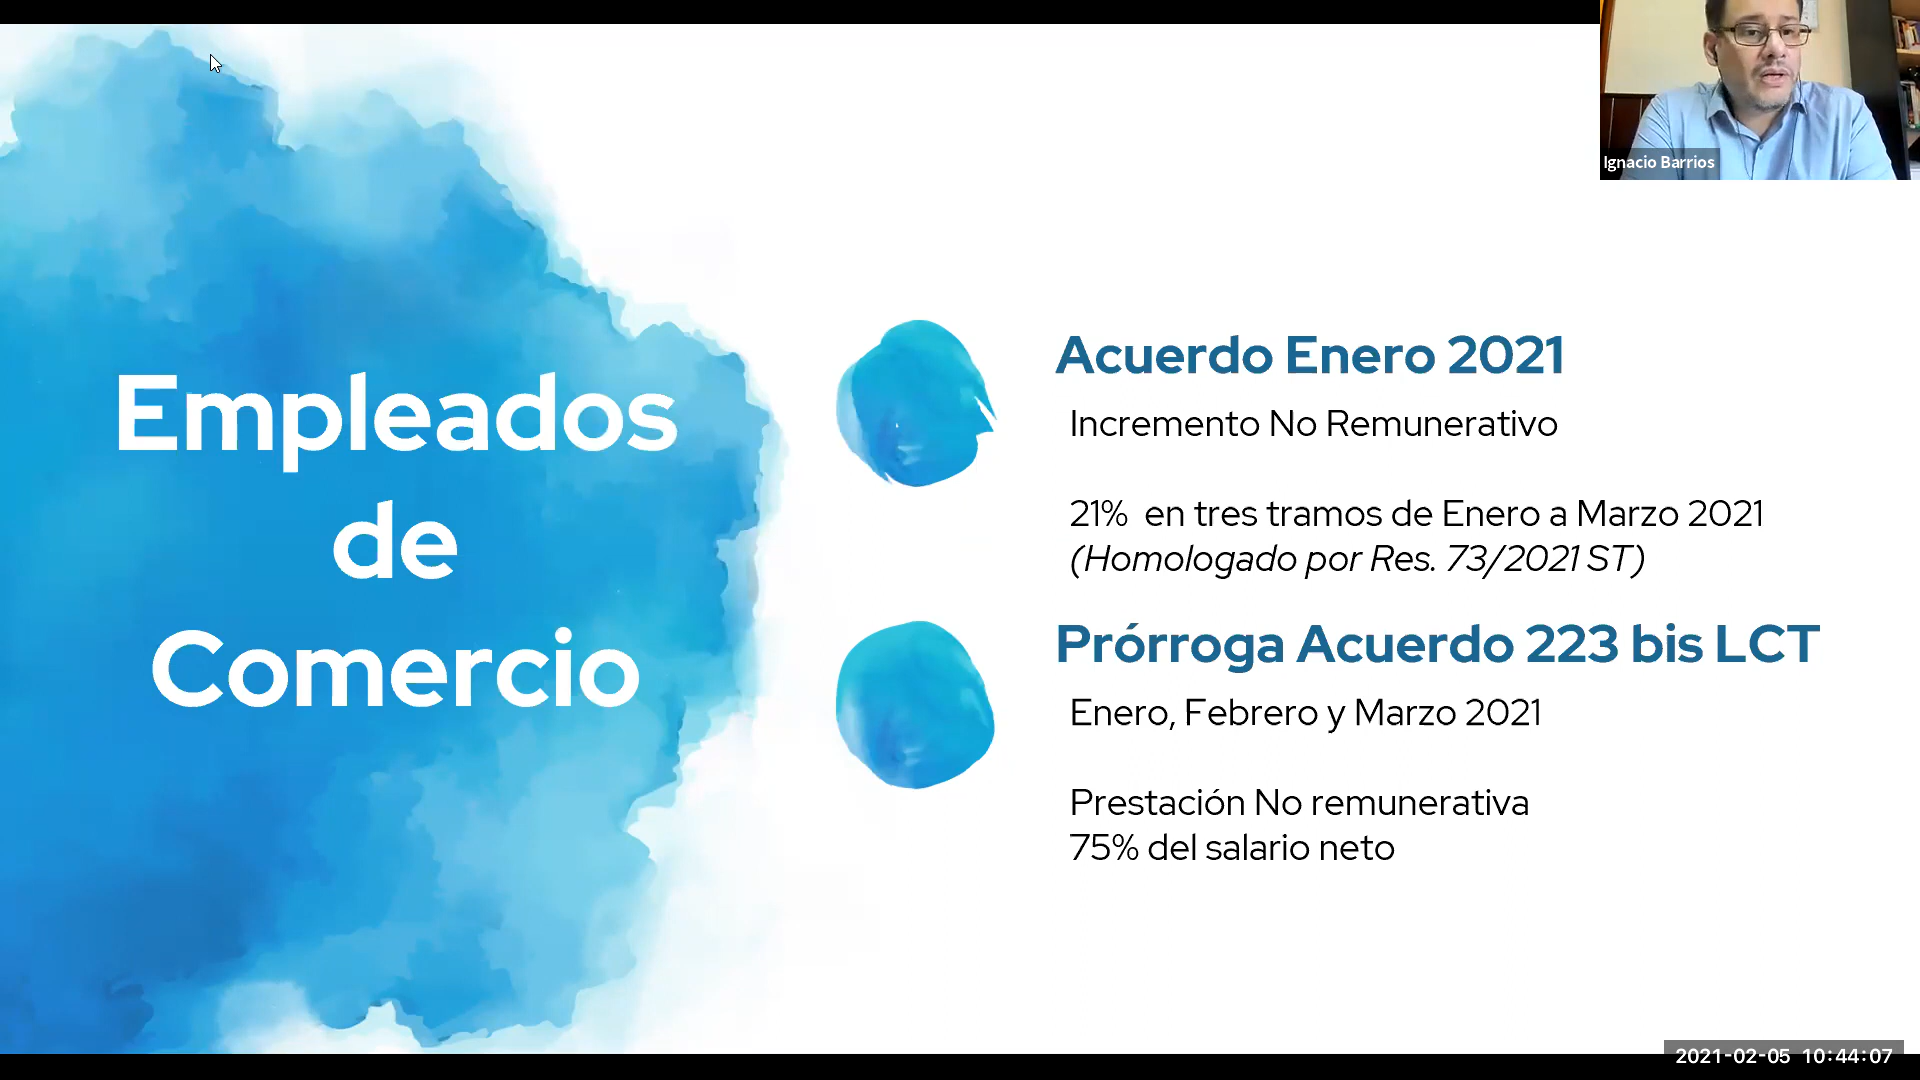 Ignacio Barrios
Empleados
de
Comercio
Acuerdo Enero 2021
Incremento No Remunerativo
21% en tres tramos de Enero a Marzo 2021
(Homologado por Res. 73/2021 ST)
Prórroga Acuerdo 223 bis LCT
Enero, Febrero y Marzo 2021
Prestación No remunerativa
75% del salario neto
2021-02-05 10:44:07